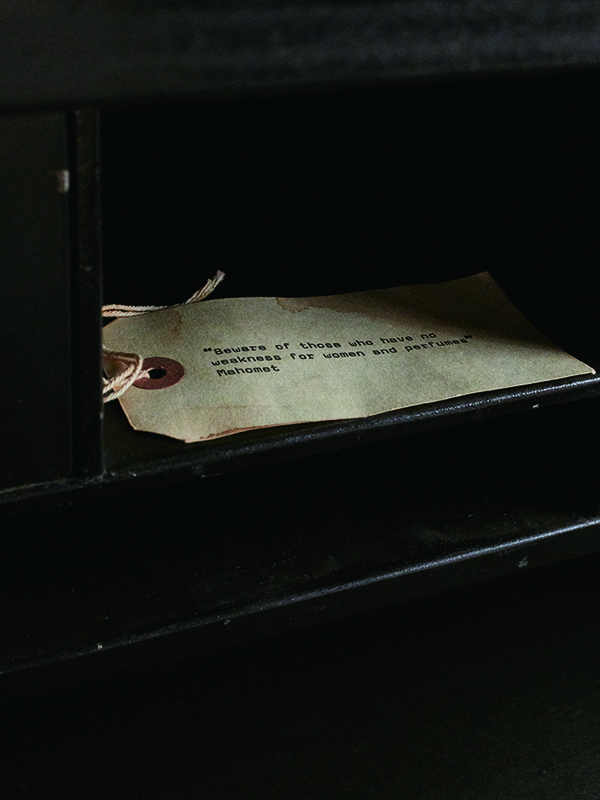 “Beware of those who have no
weakness for women and perfumes”
Mahomet